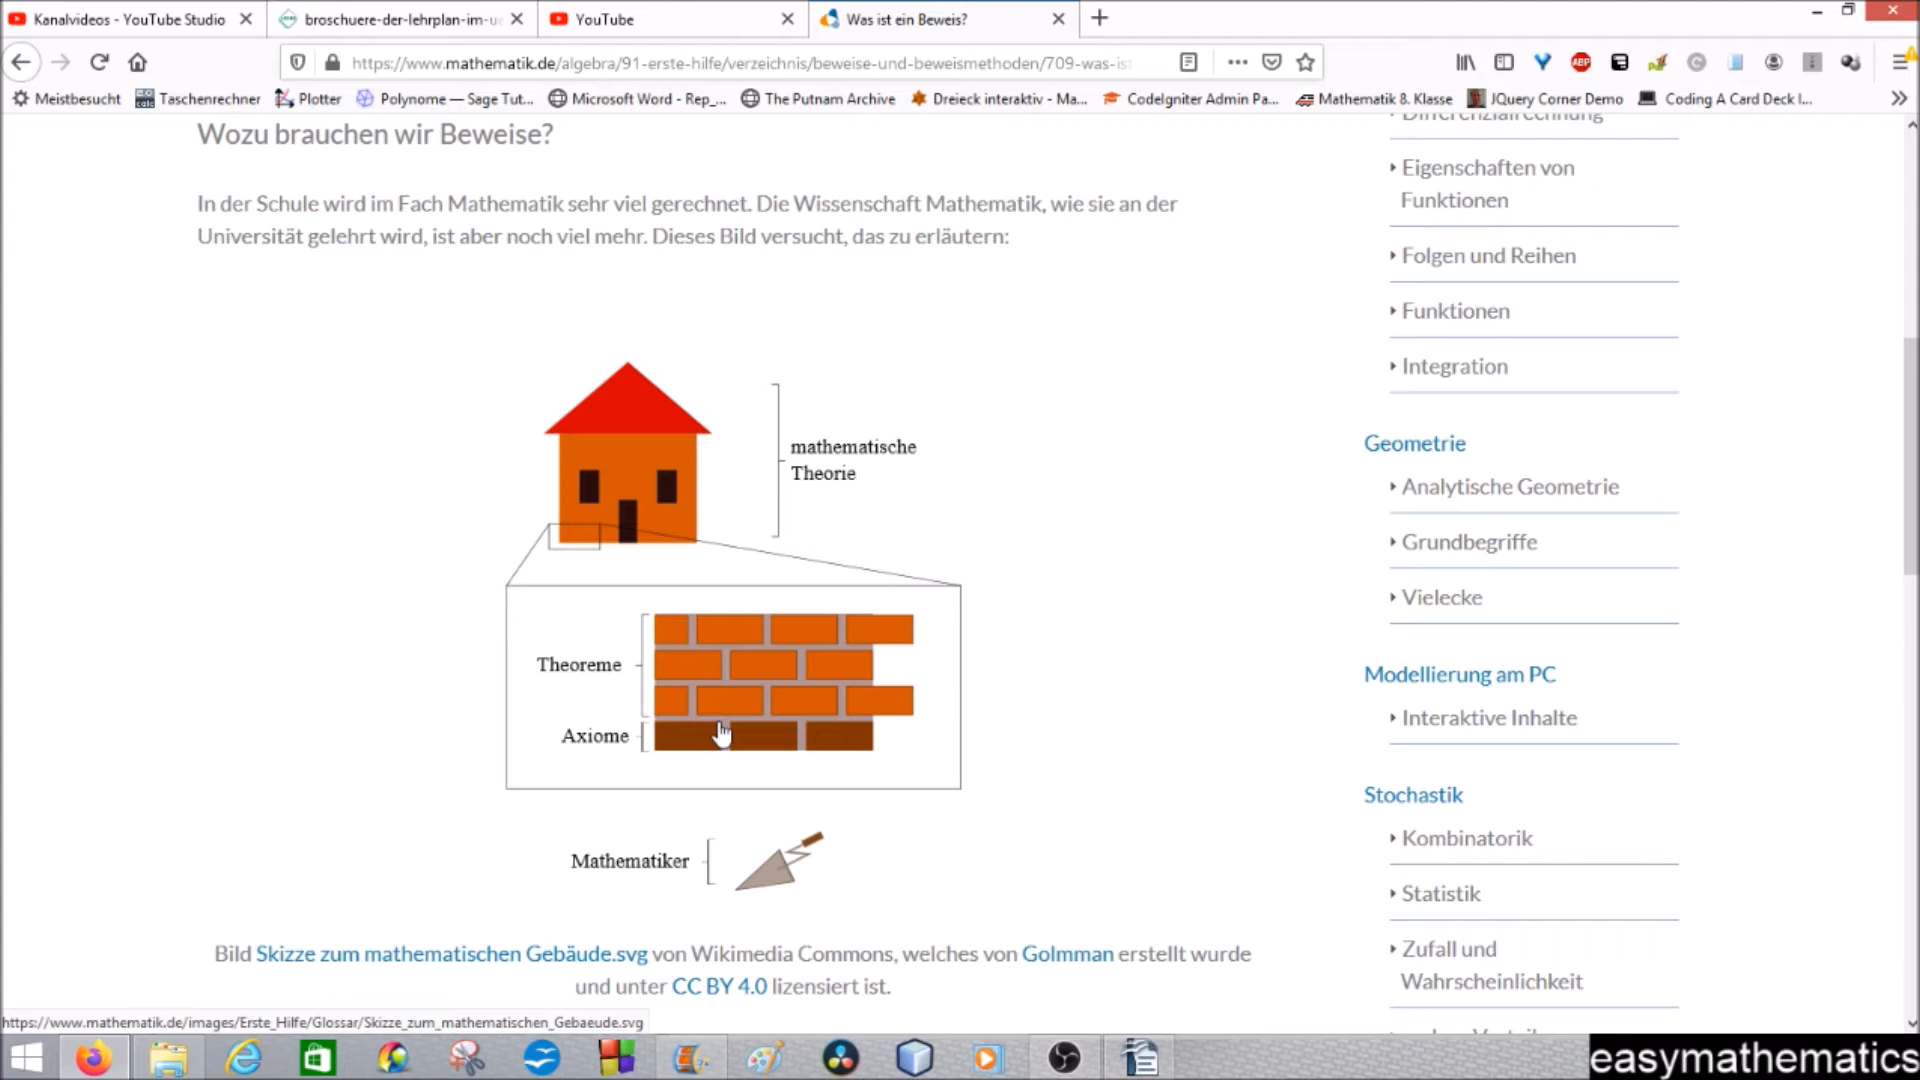 Kanalvideos - YouTube Studio
broschuere-der-lehrplan-im-ue
YouTube
Was ist ein Beweis?
https://www.mathematik.de/algebra/91-erste-hilfe/verzeichnis/beweise-und-beweismethoden/709-was-ist
ABP
Meistbesucht
Taschenrechner
Plotter
Polynome — Sage Tut...
Microsoft Word - Rep_...
The Putnam Archive
Dreieck interaktiv - Ma...
CodeIgniter Admin Pa...
Mathematik 8. Klasse
JQuery Corner Demo
Coding A Card Deck I...
Wozu brauchen wir Beweise?
In der Schule wird im Fach Mathematik sehr viel gerechnet. Die Wissenschaft Mathematik, wie sie an der
Universität gelehrt wird, ist aber noch viel mehr. Dieses Bild versucht, das zu erläutern:
mathematische
Theorie
Theoreme
Axiome
Mathematiker
Bild Skizze zum mathematischen Gebäude.svg von Wikimedia Commons, welches von Golmman erstellt wurde
und unter CC BY 4.0 lizensiert ist.
Differenzialrechnung
Eigenschaften von
Funktionen
Folgen und Reihen
Funktionen
Integration
Geometrie
Analytische Geometrie
Grundbegriffe
Vielecke
Modellierung am PC
Interaktive Inhalte
Stochastik
Kombinatorik
Statistik
Zufall und
Wahrscheinlichkeit
https://www.mathematik.de/images/Erste_Hilfe/Glossar/Skizze_zum_mathematischen_Gebaeude.svg
easymathematics